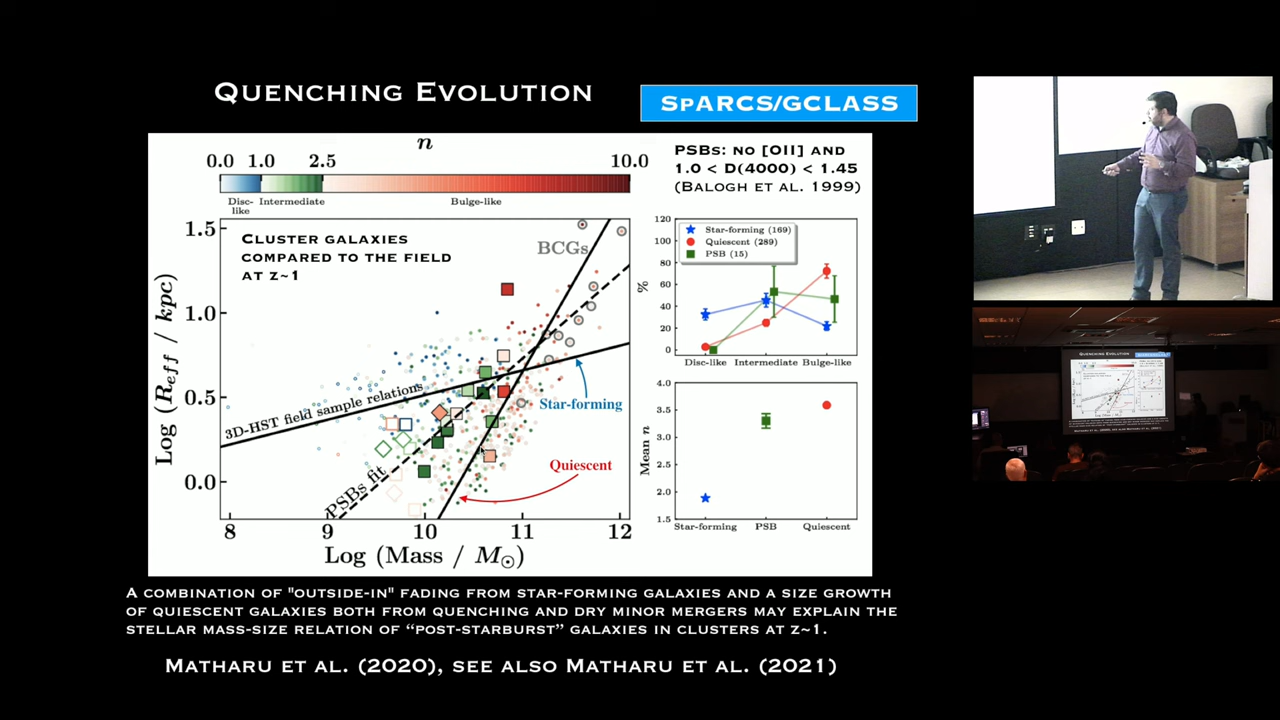 QUENCHING EVOLUTION
SPARCS/GCLASS
n
0.0 1.0 2.5 10.0
Disc-like Intermediate Bulge-like
PSBS: NO [OII] AND
1.0 < D(4000) < 1.45
(BALOGH ET AL. 1999)
CLUSTER GALAXIES
COMPARED TO THE FIELD
AT Z~1
BCGs
3D-HST field sample relations
PSBs fit
Star-forming
Quiescent
1.5
1.0
0.5
0.0
Log (R_eff / kpc)
8 9 10 11 12
Log (Mass / M⊙)
120
100
80
60
40
20
0
%
Star-forming (169)
Quiescent (289)
PSB (15)
Disc-like Intermediate Bulge-like
4.0
3.5
3.0
2.5
2.0
1.5
Mean n
Star-forming PSB Quiescent
A COMBINATION OF "OUTSIDE-IN" FADING FROM STAR-FORMING GALAXIES AND A SIZE GROWTH
OF QUIESCENT GALAXIES BOTH FROM QUENCHING AND DRY MINOR MERGERS MAY EXPLAIN THE
STELLAR MASS-SIZE RELATION OF “POST-STARBURST” GALAXIES IN CLUSTERS AT Z~1.
MATHARU ET AL. (2020), SEE ALSO MATHARU ET AL. (2021)
QUENCHING EVOLUTION